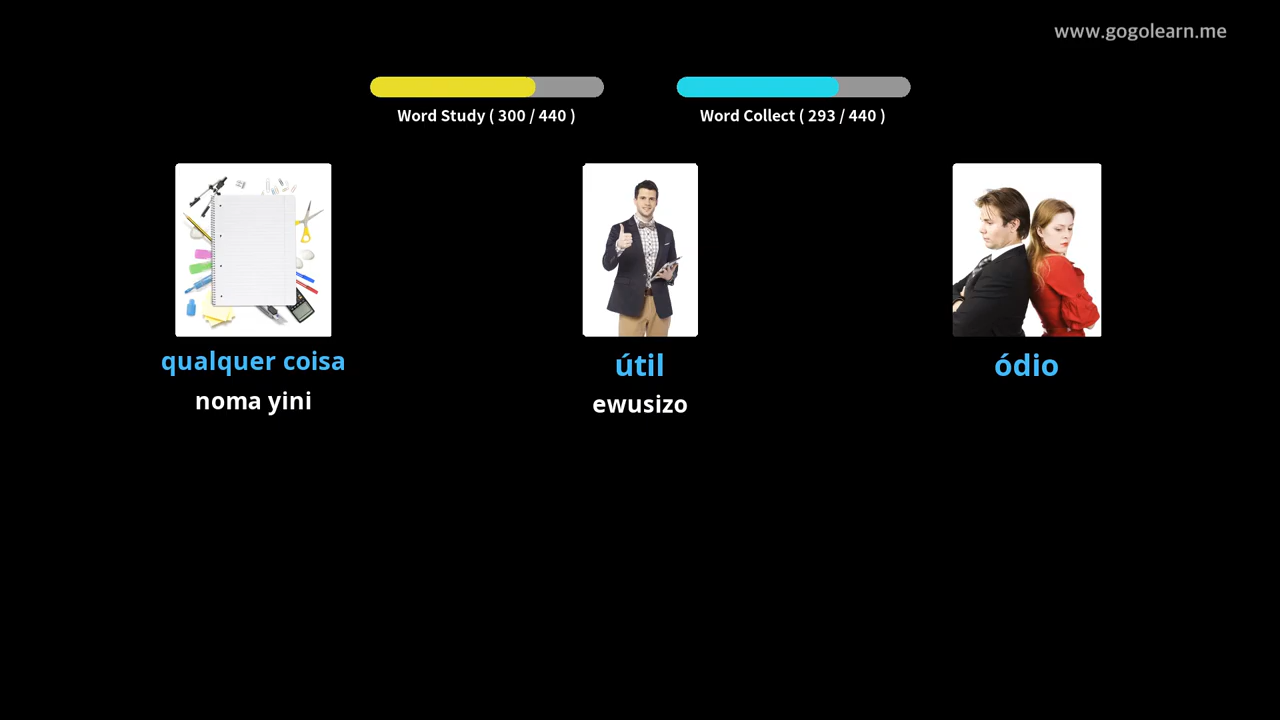 www.gogolearn.me
Word Study ( 300 / 440 )
Word Collect ( 293 / 440 )
qualquer coisa
noma yini
útil
ewusizo
ódio